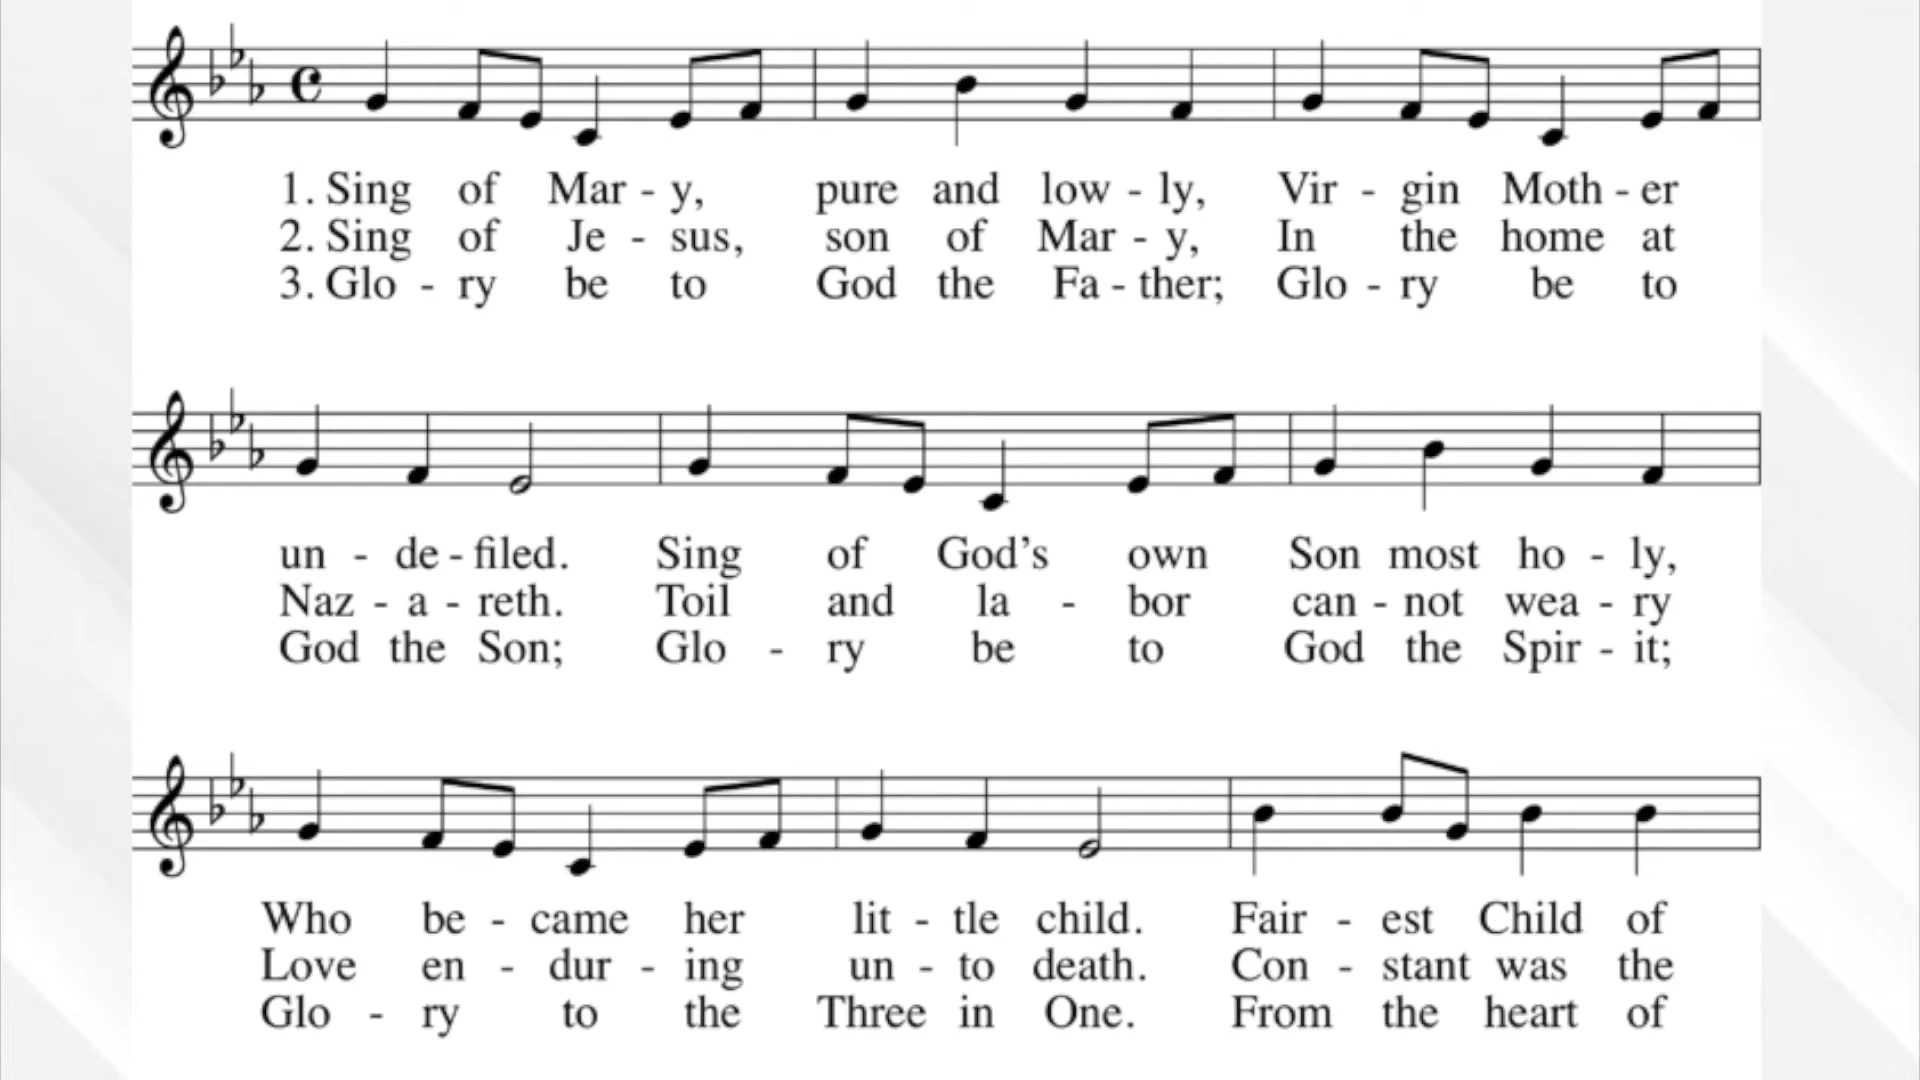 1. Sing of Mar - y, pure and low - ly, Vir - gin Moth - er
2. Sing of Je - sus, son of Mar - y, In the home at
3. Glo - ry be to God the Fa - ther; Glo - ry be to
un - de - filed. Sing of God's own Son most ho - ly,
Naz - a - reth. Toil and la - bor can - not wea - ry
God the Son; Glo - ry be to God the Spir - it;
Who be - came her lit - tle child. Fair - est Child of
Love en - dur - ing un - to death. Con - stant was the
Glo - ry to the Three in One. From the heart of